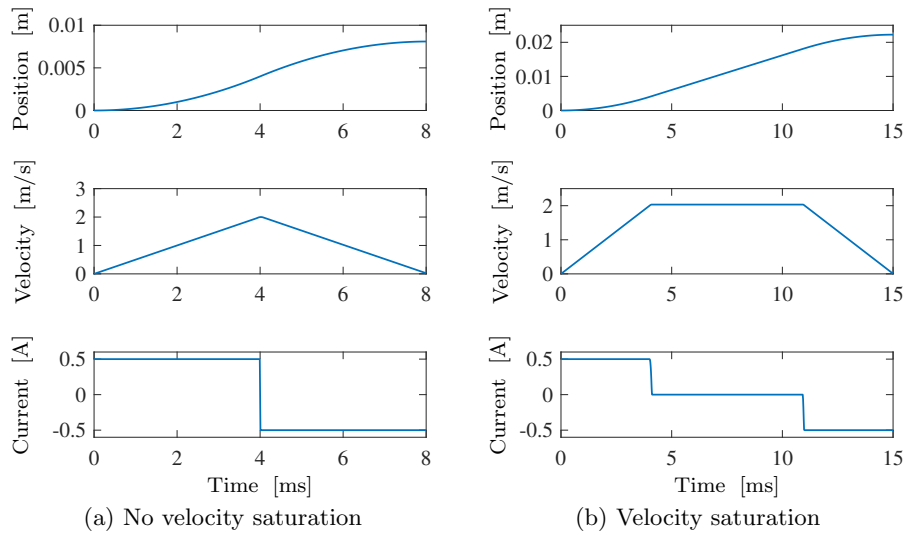 Position [m]
0.01
0.005
0
0 2 4 6 8
Velocity [m/s]
3
2
1
0
0 2 4 6 8
Current [A]
0.5
0
-0.5
0 2 4 6 8
Time [ms]
(a) No velocity saturation
Position [m]
0.02
0.01
0
0 5 10 15
Velocity [m/s]
2
1
0
0 5 10 15
Current [A]
0.5
0
-0.5
0 5 10 15
Time [ms]
(b) Velocity saturation